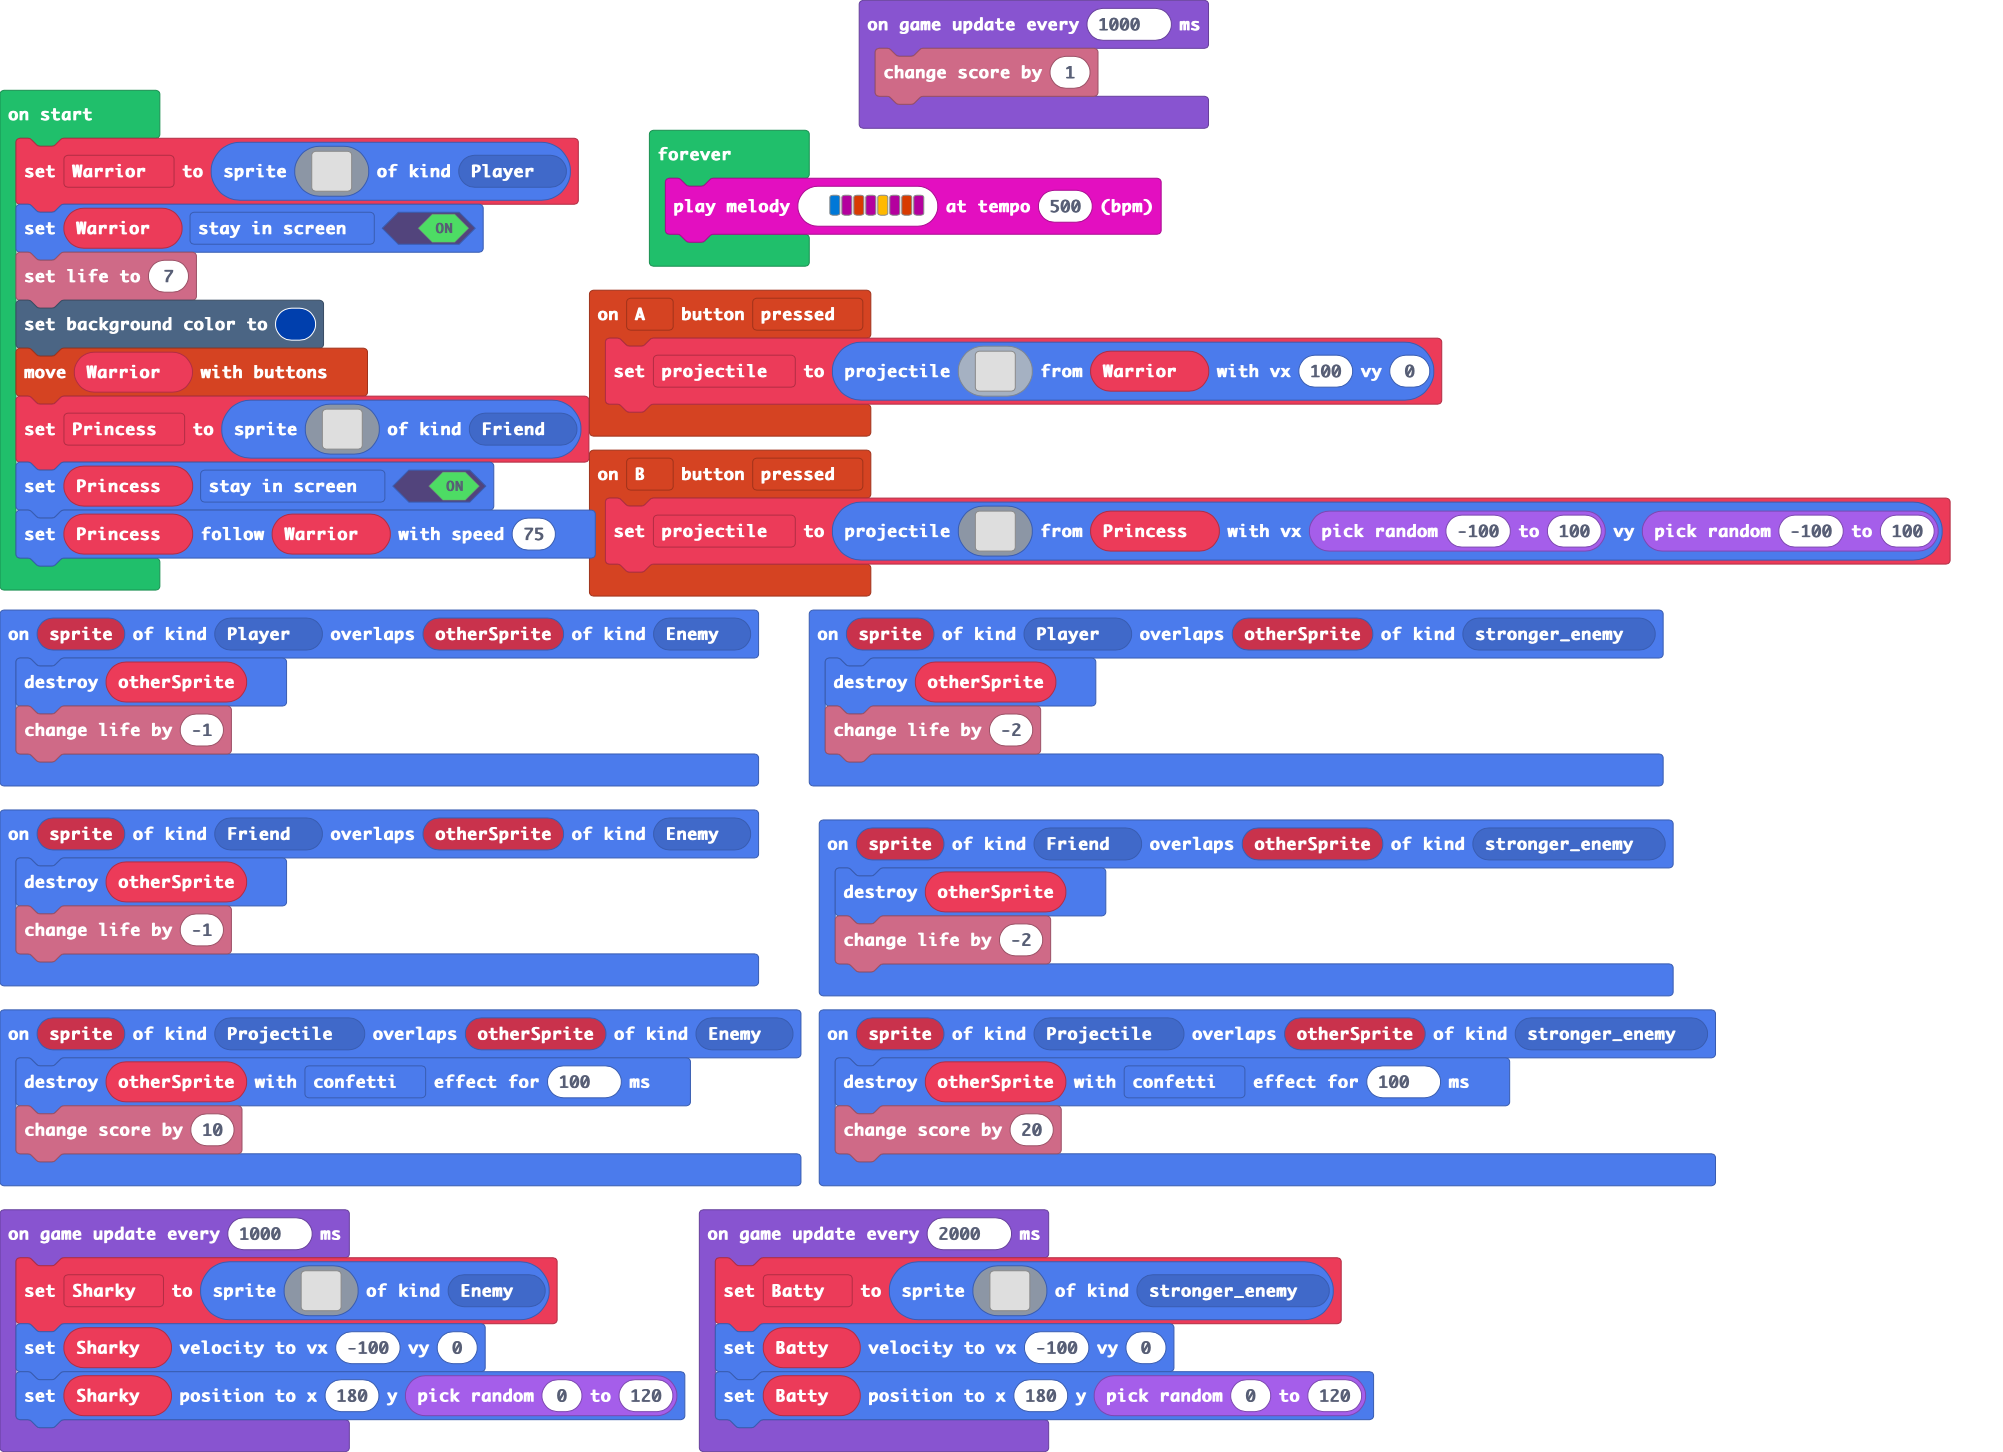 on game update every 1000 ms
change score by 1
on start
set Warrior to sprite of kind Player
set Warrior stay in screen ON
set life to 7
set background color to
move Warrior with buttons
set Princess to sprite of kind Friend
set Princess stay in screen ON
set Princess follow Warrior with speed 75
forever
play melody at tempo 500 (bpm)
on A button pressed
set projectile to projectile from Warrior with vx 100 vy 0
on B button pressed
set projectile to projectile from Princess with vx pick random -100 to 100 vy pick random -100 to 100
on sprite of kind Player overlaps otherSprite of kind Enemy
destroy otherSprite
change life by -1
on sprite of kind Player overlaps otherSprite of kind stronger_enemy
destroy otherSprite
change life by -2
on sprite of kind Friend overlaps otherSprite of kind Enemy
destroy otherSprite
change life by -1
on sprite of kind Friend overlaps otherSprite of kind stronger_enemy
destroy otherSprite
change life by -2
on sprite of kind Projectile overlaps otherSprite of kind Enemy
destroy otherSprite with confetti effect for 100 ms
change score by 10
on sprite of kind Projectile overlaps otherSprite of kind stronger_enemy
destroy otherSprite with confetti effect for 100 ms
change score by 20
on game update every 1000 ms
set Sharky to sprite of kind Enemy
set Sharky velocity to vx -100 vy 0
set Sharky position to x 180 y pick random 0 to 120
on game update every 2000 ms
set Batty to sprite of kind stronger_enemy
set Batty velocity to vx -100 vy 0
set Batty position to x 180 y pick random 0 to 120